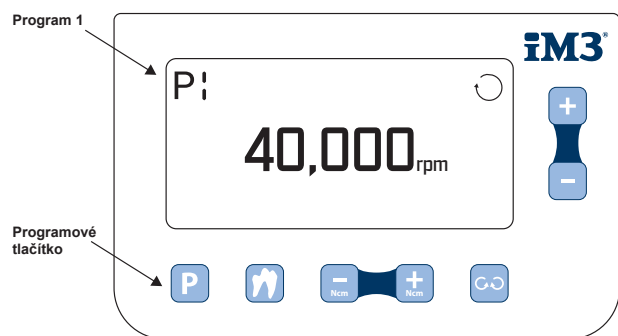 Program 1
iM3®
P1
40,000rpm
+
−
Programové
tlačítko
P
−
Ncm
+
Ncm